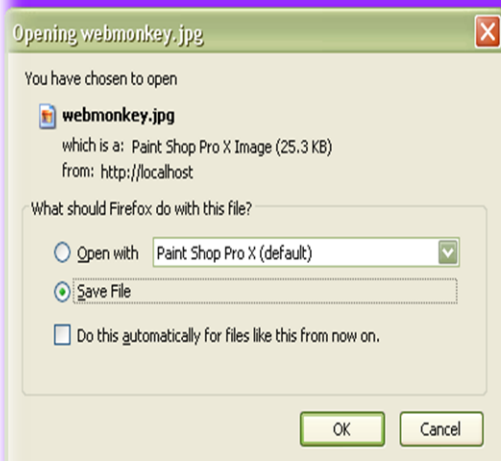 Opening webmonkey.jpg
You have chosen to open
webmonkey.jpg
which is a: Paint Shop Pro X Image (25.3 KB)
from: http://localhost
What should Firefox do with this file?
Open with Paint Shop Pro X (default)
Save File
Do this automatically for files like this from now on.
OK Cancel